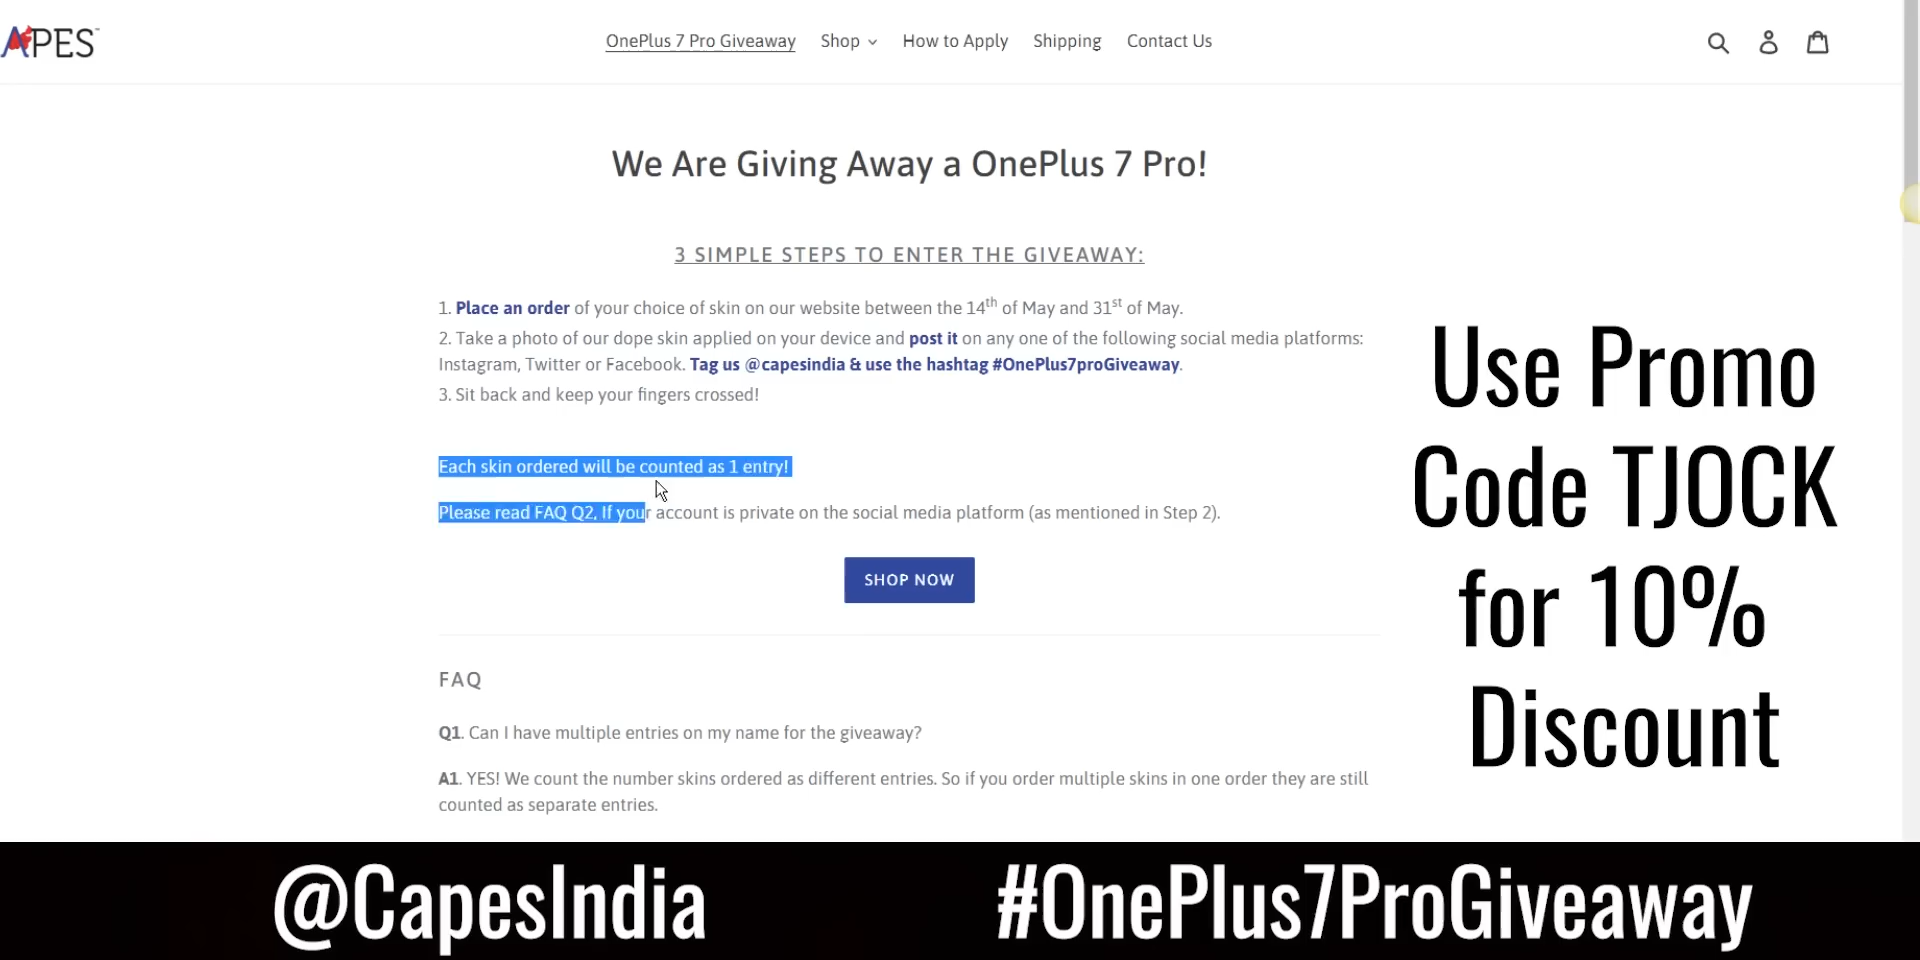 APES™
OnePlus 7 Pro Giveaway Shop How to Apply Shipping Contact Us
We Are Giving Away a OnePlus 7 Pro!
3 SIMPLE STEPS TO ENTER THE GIVEAWAY:
1. Place an order of your choice of skin on our website between the 14th of May and 31st of May.
2. Take a photo of our dope skin applied on your device and post it on any one of the following social media platforms:
Instagram, Twitter or Facebook. Tag us @capesindia & use the hashtag #OnePlus7proGiveaway.
3. Sit back and keep your fingers crossed!
Each skin ordered will be counted as 1 entry!
Please read FAQ Q2, If your account is private on the social media platform (as mentioned in Step 2).
SHOP NOW
FAQ
Q1. Can I have multiple entries on my name for the giveaway?
A1. YES! We count the number skins ordered as different entries. So if you order multiple skins in one order they are still
counted as separate entries.
Use Promo
Code TJOCK
for 10%
Discount
@CapesIndia
#OnePlus7ProGiveaway